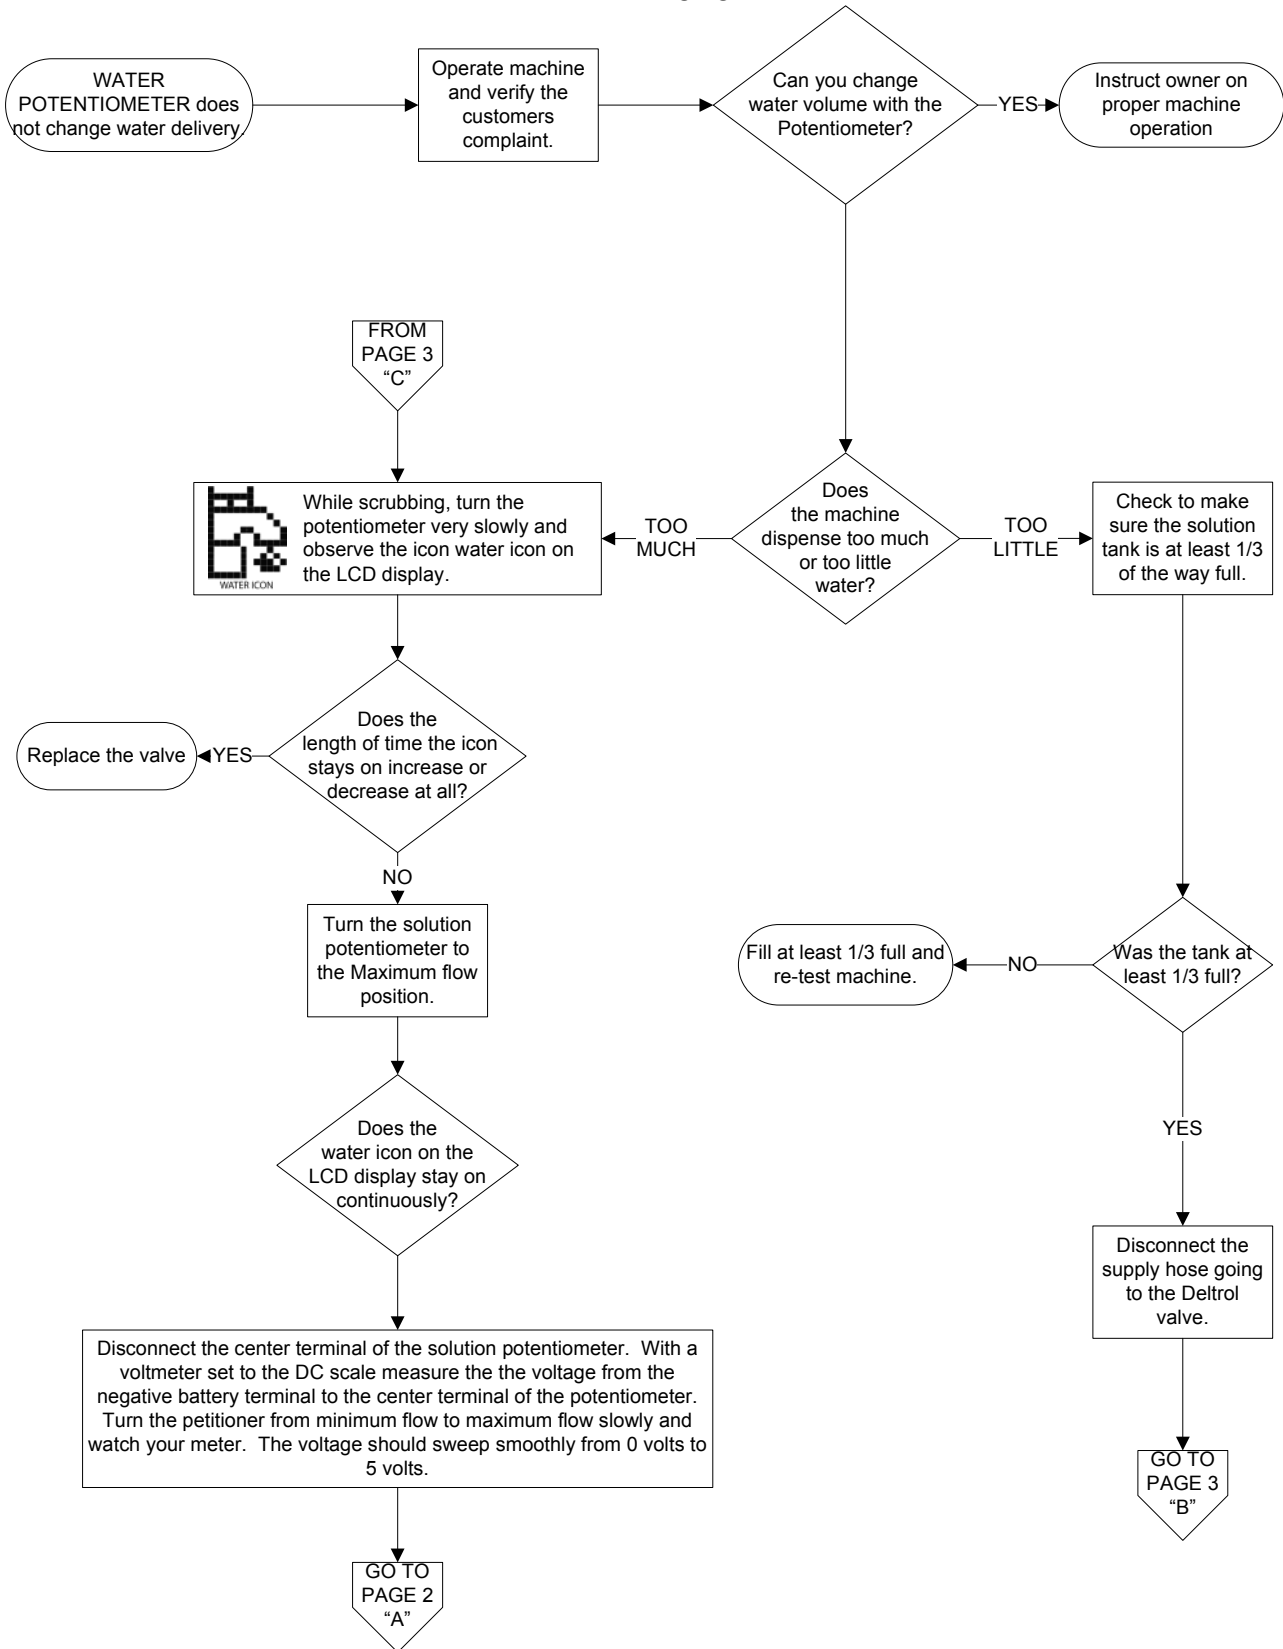 WATER
POTENTIOMETER does
not change water delivery.
Operate machine
and verify the
customers
complaint.
Can you change
water volume with the
Potentiometer?
YES
Instruct owner on
proper machine
operation
FROM
PAGE 3
“C”
WATER ICON
While scrubbing, turn the
potentiometer very slowly and
observe the icon water icon on
the LCD display.
TOO
MUCH
Does
the machine
dispense too much
or too little
water?
TOO
LITTLE
Check to make
sure the solution
tank is at least 1/3
of the way full.
Replace the valve
YES
Does the
length of time the icon
stays on increase or
decrease at all?
NO
Turn the solution
potentiometer to
the Maximum flow
position.
Fill at least 1/3 full and
re-test machine.
NO
Was the tank at
least 1/3 full?
YES
Does the
water icon on the
LCD display stay on
continuously?
Disconnect the
supply hose going
to the Deltrol
valve.
Disconnect the center terminal of the solution potentiometer.  With a
voltmeter set to the DC scale measure the the voltage from the
negative battery terminal to the center terminal of the potentiometer.
Turn the petitioner from minimum flow to maximum flow slowly and
watch your meter.  The voltage should sweep smoothly from 0 volts to
5 volts.
GO TO
PAGE 3
“B”
GO TO
PAGE 2
“A”